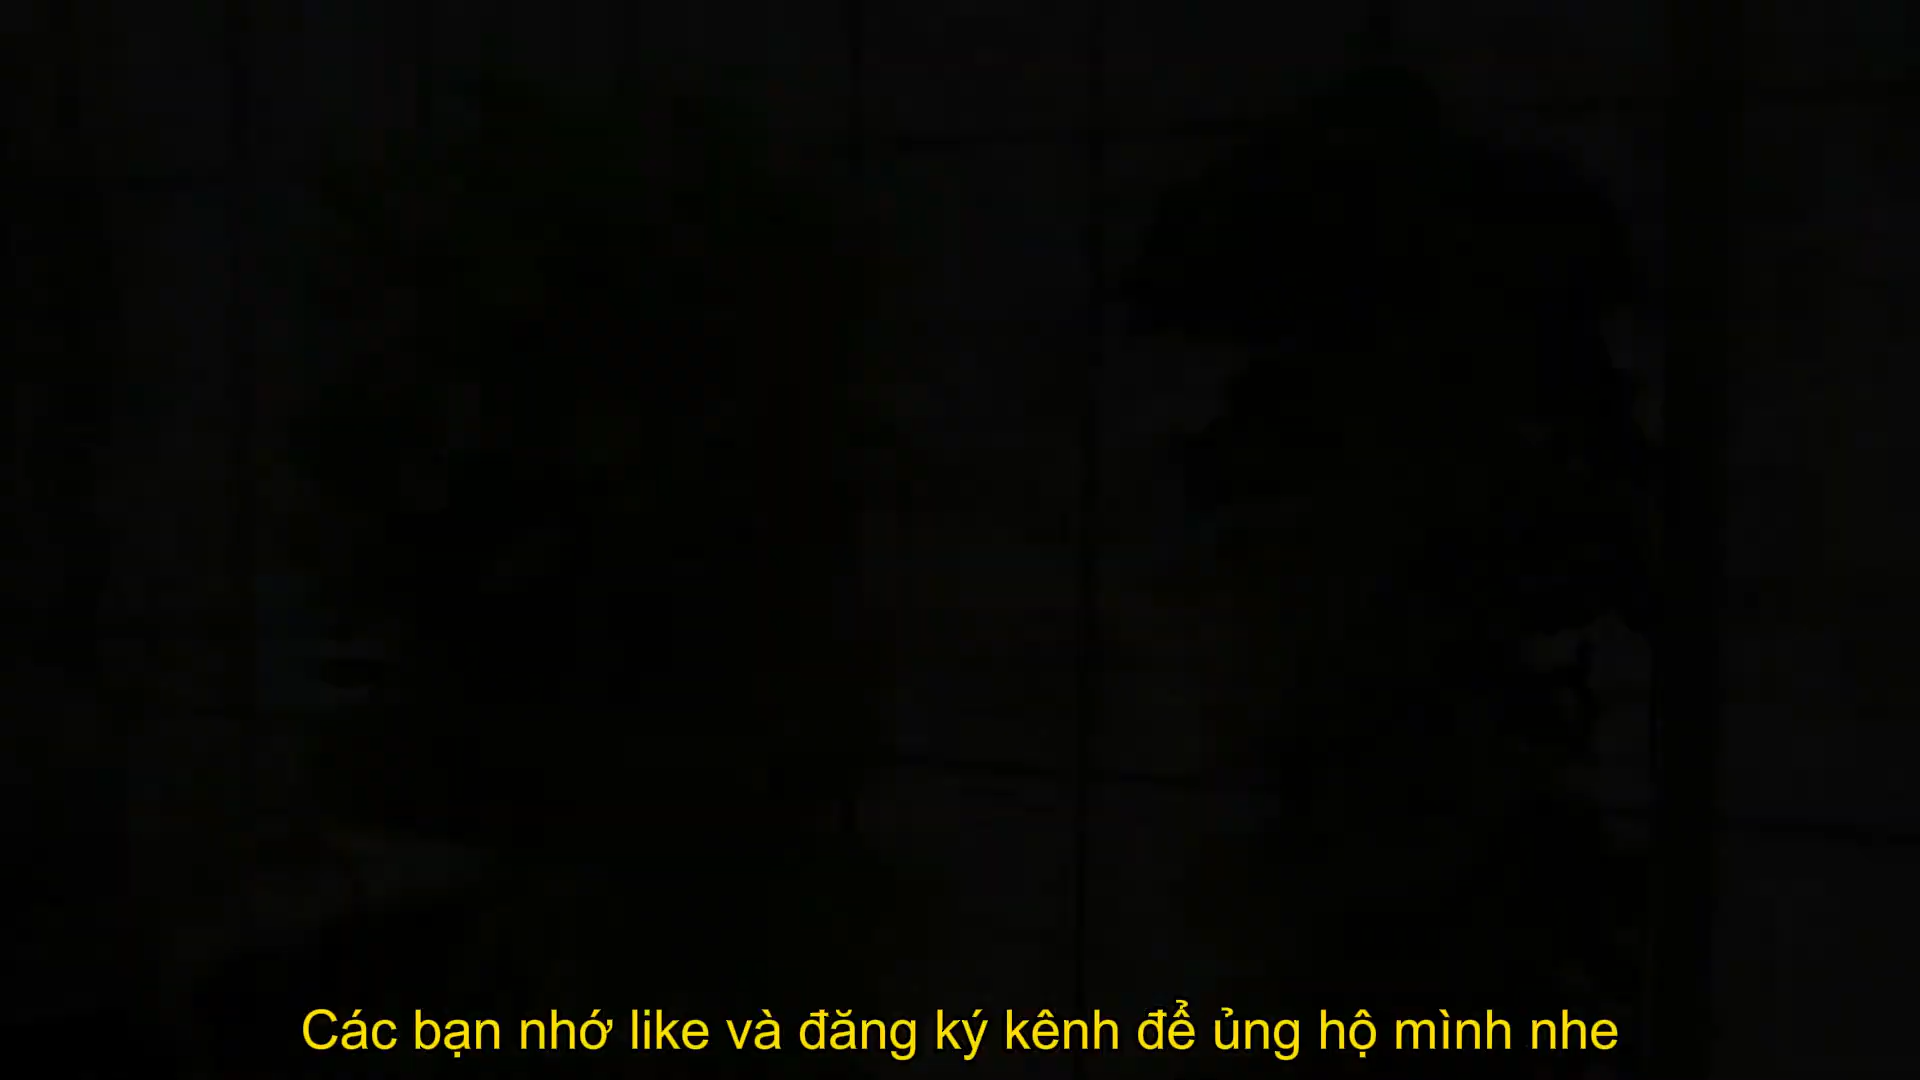 Các bạn nhớ like và đăng ký kênh để ủng hộ mình nhe